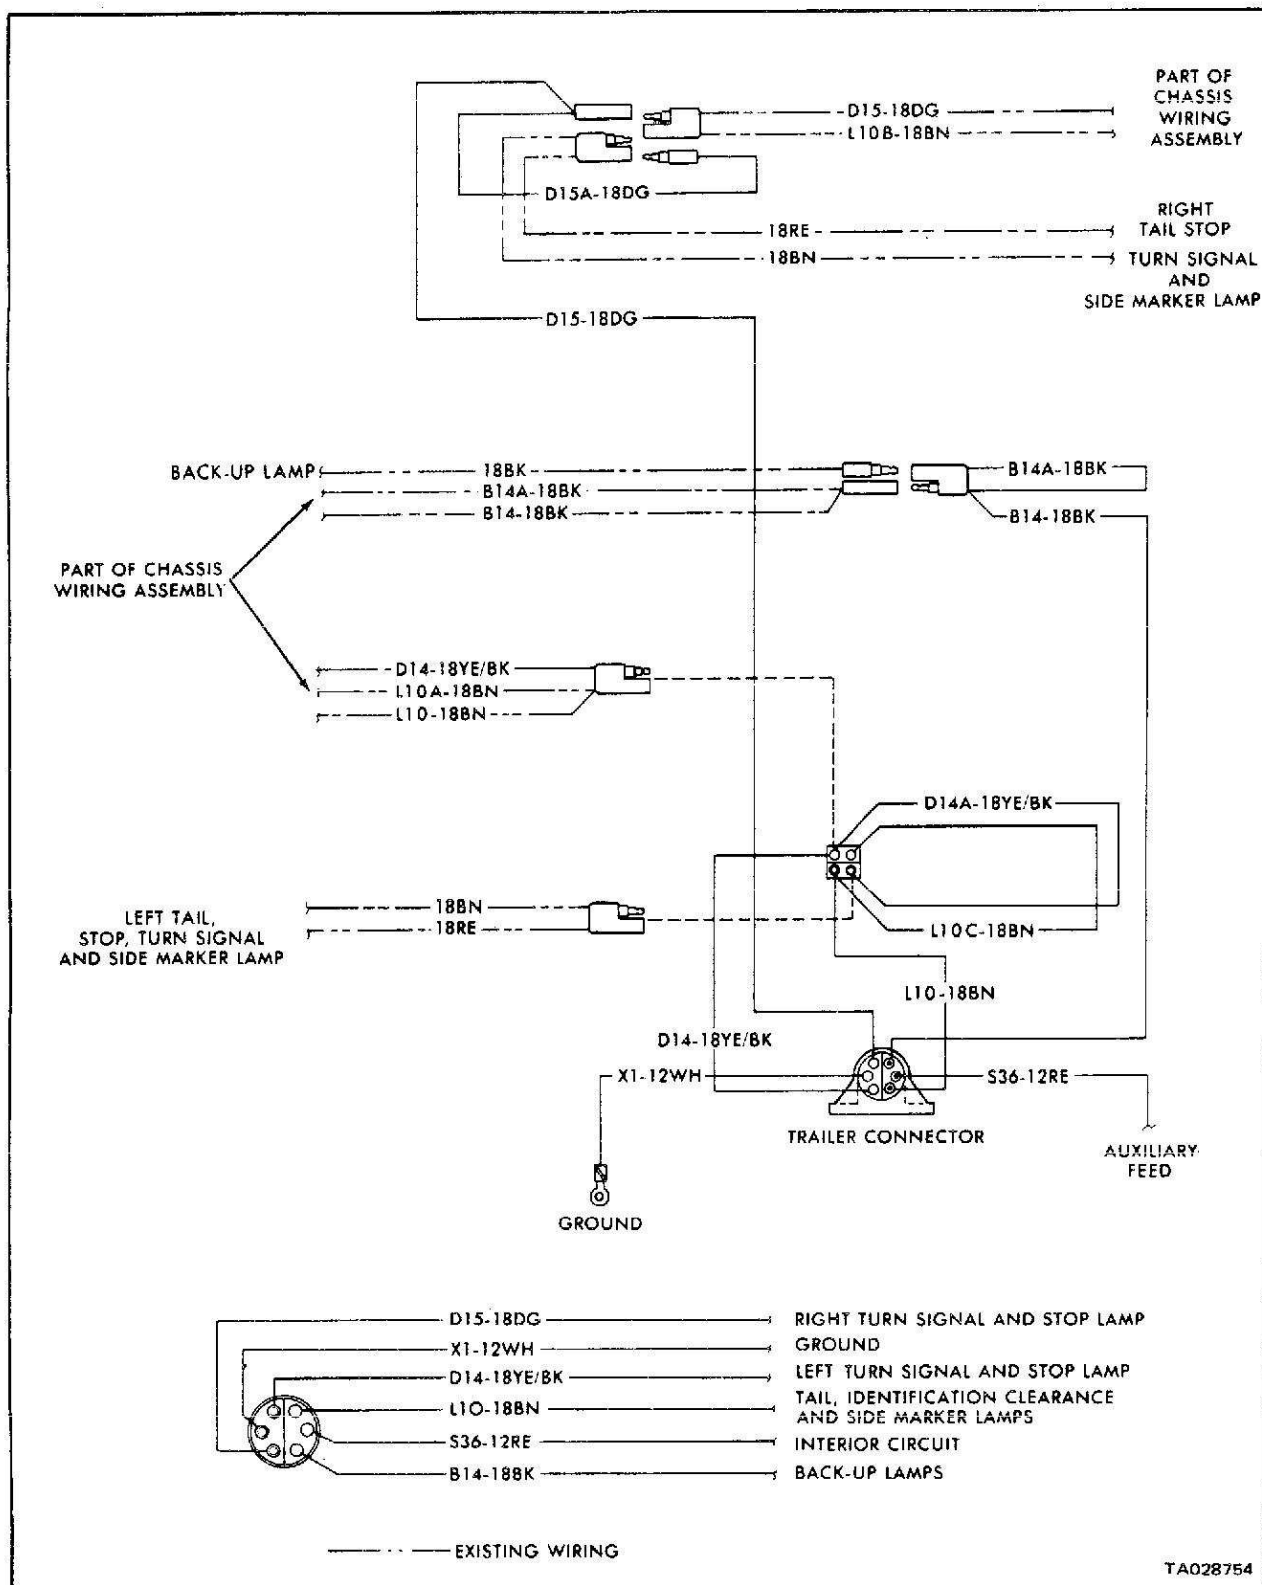 PART OF
CHASSIS
WIRING
ASSEMBLY
D15-18DG
L10B-18BN
D15A-18DG
RIGHT
TAIL STOP
18RE
18BN
TURN SIGNAL
AND
SIDE MARKER LAMP
D15-18DG
BACK-UP LAMP
18BK
B14A-18BK
B14A-18BK
B14-18BK
B14-18BK
PART OF CHASSIS
WIRING ASSEMBLY
D14-18YE/BK
L10A-18BN
L10-18BN
D14A-18YE/BK
18BN
18RE
LEFT TAIL,
STOP, TURN SIGNAL
AND SIDE MARKER LAMP
L10C-18BN
L10-18BN
D14-18YE/BK
X1-12WH
S36-12RE
TRAILER CONNECTOR
AUXILIARY
FEED
GROUND
D15-18DG
RIGHT TURN SIGNAL AND STOP LAMP
X1-12WH
GROUND
D14-18YE/BK
LEFT TURN SIGNAL AND STOP LAMP
L10-18BN
TAIL, IDENTIFICATION CLEARANCE
AND SIDE MARKER LAMPS
S36-12RE
INTERIOR CIRCUIT
B14-18BK
BACK-UP LAMPS
EXISTING WIRING
TA028754